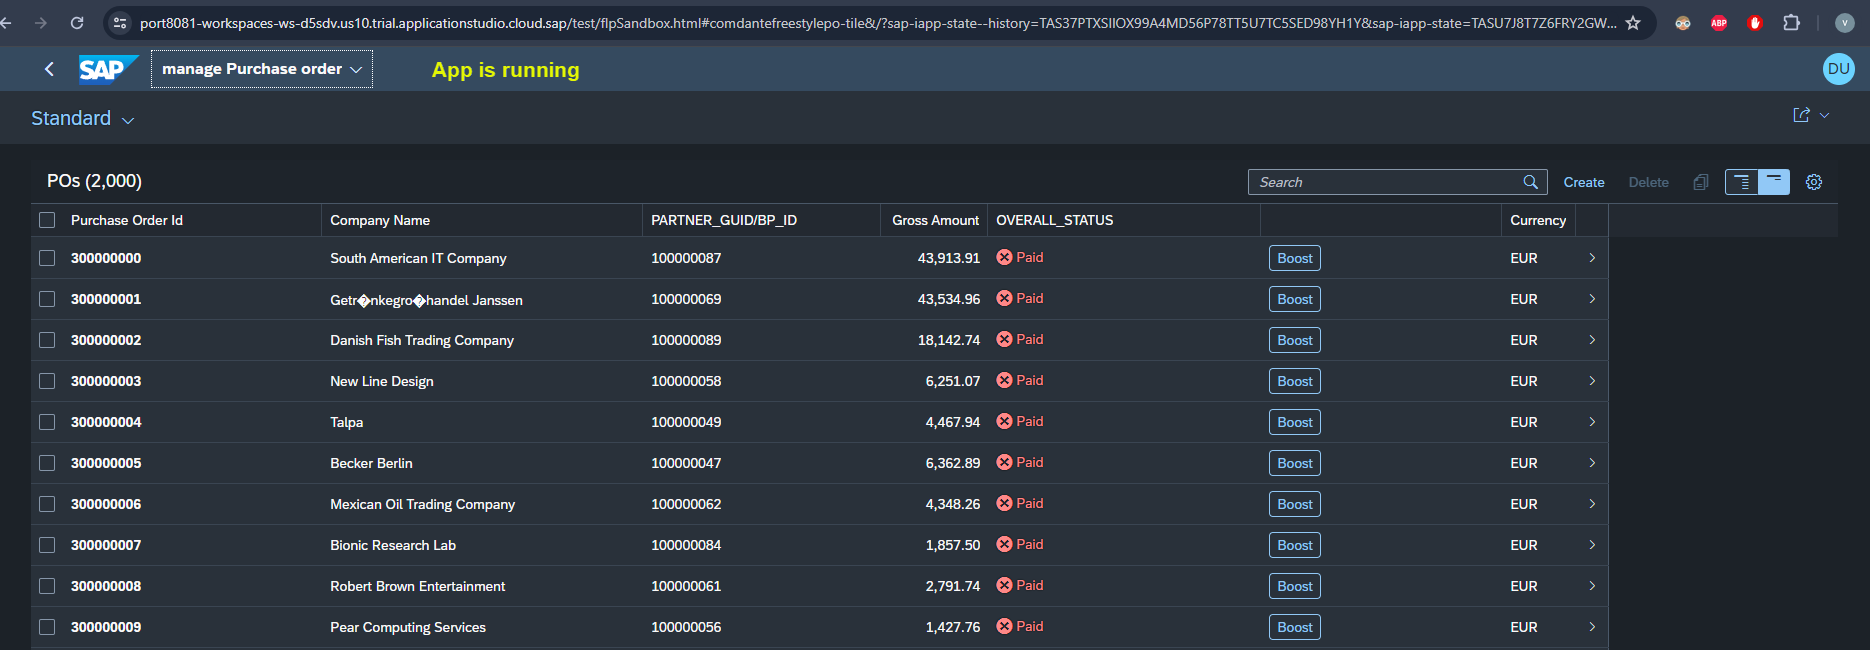 port8081-workspaces-ws-d5sdv.us10.trial.applicationstudio.cloud.sap/test/flpSandbox.html#comdantefreestylepo-tile&/?sap-iapp-state--history=TAS37PTXSIIOX99A4MD56P78TT5U7TC5SED98YH1Y&sap-iapp-state=TASU7J8T7Z6FRY2GW...
ABP
V
SAP manage Purchase order App is running DU
Standard
POs (2,000) Search Create Delete
Purchase Order Id Company Name PARTNER_GUID/BP_ID Gross Amount OVERALL_STATUS Currency
300000000 South American IT Company 100000087 43,913.91 Paid Boost EUR
300000001 Getr�nkegro�handel Janssen 100000069 43,534.96 Paid Boost EUR
300000002 Danish Fish Trading Company 100000089 18,142.74 Paid Boost EUR
300000003 New Line Design 100000058 6,251.07 Paid Boost EUR
300000004 Talpa 100000049 4,467.94 Paid Boost EUR
300000005 Becker Berlin 100000047 6,362.89 Paid Boost EUR
300000006 Mexican Oil Trading Company 100000062 4,348.26 Paid Boost EUR
300000007 Bionic Research Lab 100000084 1,857.50 Paid Boost EUR
300000008 Robert Brown Entertainment 100000061 2,791.74 Paid Boost EUR
300000009 Pear Computing Services 100000056 1,427.76 Paid Boost EUR